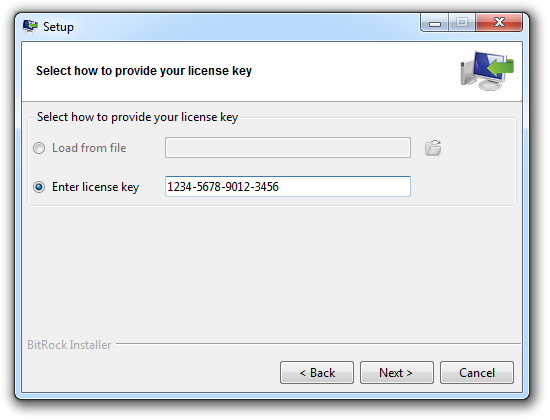 Setup
Select how to provide your license key
Select how to provide your license key
Load from file
Enter license key 1234-5678-9012-3456
BitRock Installer
< Back Next > Cancel